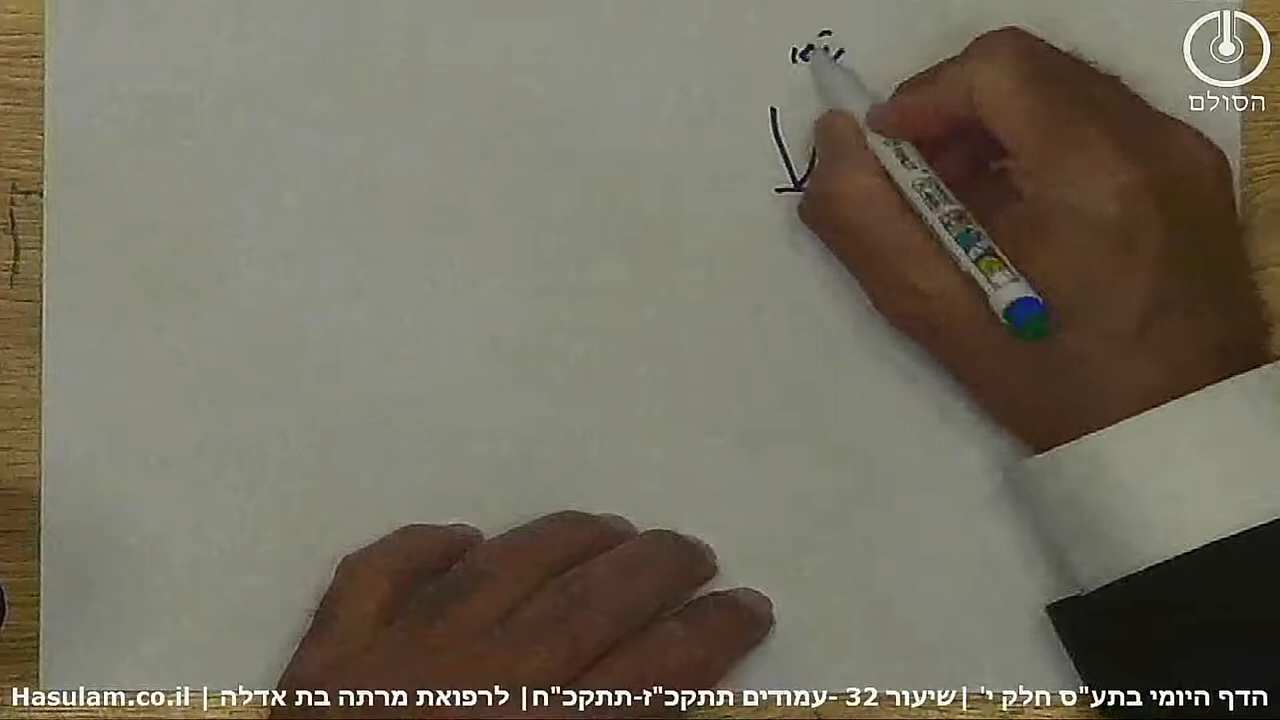 הסולם
הדף היומי בתע"ס חלק י' | שיעור 32 -עמודים תתקכ"ז-תתקכ"ח| לרפואת מרתה בת אדלה | Hasulam.co.il